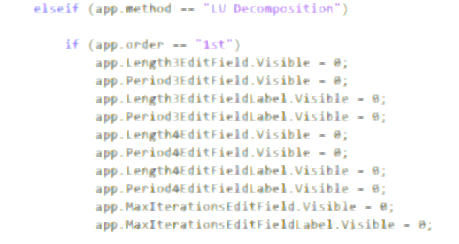 elseif (app.method == "LU Decomposition")
if (app.order == "1st")
app.Length3EditField.Visible = 0;
app.Period3EditField.Visible = 0;
app.Length3EditFieldLabel.Visible = 0;
app.Period3EditFieldLabel.Visible = 0;
app.Length4EditField.Visible = 0;
app.Period4EditField.Visible = 0;
app.Length4EditFieldLabel.Visible = 0;
app.Period4EditFieldLabel.Visible = 0;
app.MaxIterationsEditField.Visible = 0;
app.MaxIterationsEditFieldLabel.Visible = 0;